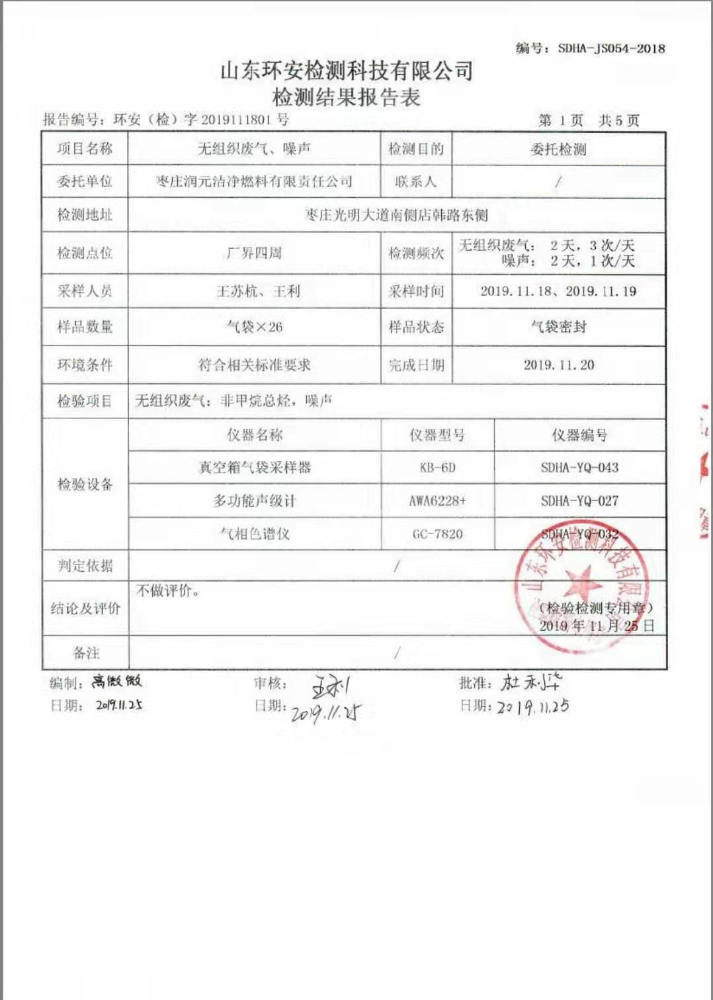 编号：SDHA-JS054-2018
山东环安检测科技有限公司
检测结果报告表
报告编号：环安（检）字 2019111801 号
第 1 页 共 5 页
项目名称 无组织废气、噪声 检测目的 委托检测
委托单位 枣庄润元洁净燃料有限责任公司 联系人 /
检测地址 枣庄光明大道南侧店韩路东侧
检测点位 厂界四周 检测频次 无组织废气： 2 天，3 次/天
噪声： 2 天，1 次/天
采样人员 王苏杭、王利 采样时间 2019.11.18、2019.11.19
样品数量 气袋×26 样品状态 气袋密封
环境条件 符合相关标准要求 完成日期 2019.11.20
检验项目 无组织废气：非甲烷总烃，噪声
检验设备 仪器名称 仪器型号 仪器编号
真空箱气袋采样器 KB-6D SDHA-YQ-043
多功能声级计 AWA6228+ SDHA-YQ-027
气相色谱仪 GC-7820 SDHA-YQ-032
判定依据 /
结论及评价 不做评价。
山东环安检测科技有限公司
（检验检测专用章）
2019 年 11 月 25 日
备注 /
编制：高微微 审核：王利 批准：杜利华
日期：2019.11.25 日期：2019.11.25 日期：2019.11.25